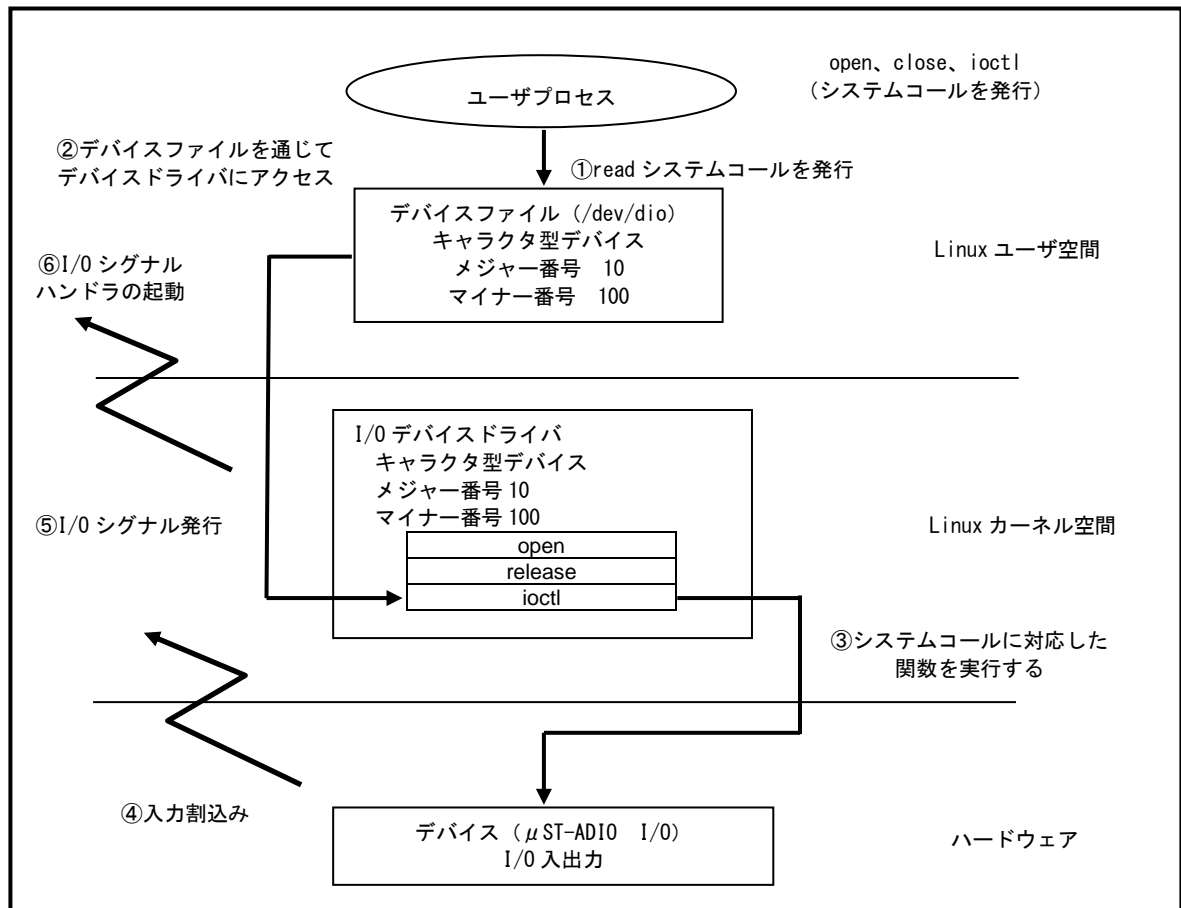 open、close、ioctl
（システムコールを発行）
ユーザプロセス
②デバイスファイルを通じて
デバイスドライバにアクセス
①read システムコールを発行
デバイスファイル（/dev/dio）
キャラクタ型デバイス
メジャー番号　10
マイナー番号　100
Linux ユーザ空間
⑥I/O シグナル
ハンドラの起動
I/O デバイスドライバ
キャラクタ型デバイス
メジャー番号 10
マイナー番号 100
open
release
ioctl
⑤I/O シグナル発行
Linux カーネル空間
③システムコールに対応した
関数を実行する
④入力割込み
デバイス（μST-ADIO　I/O）
I/O 入出力
ハードウェア